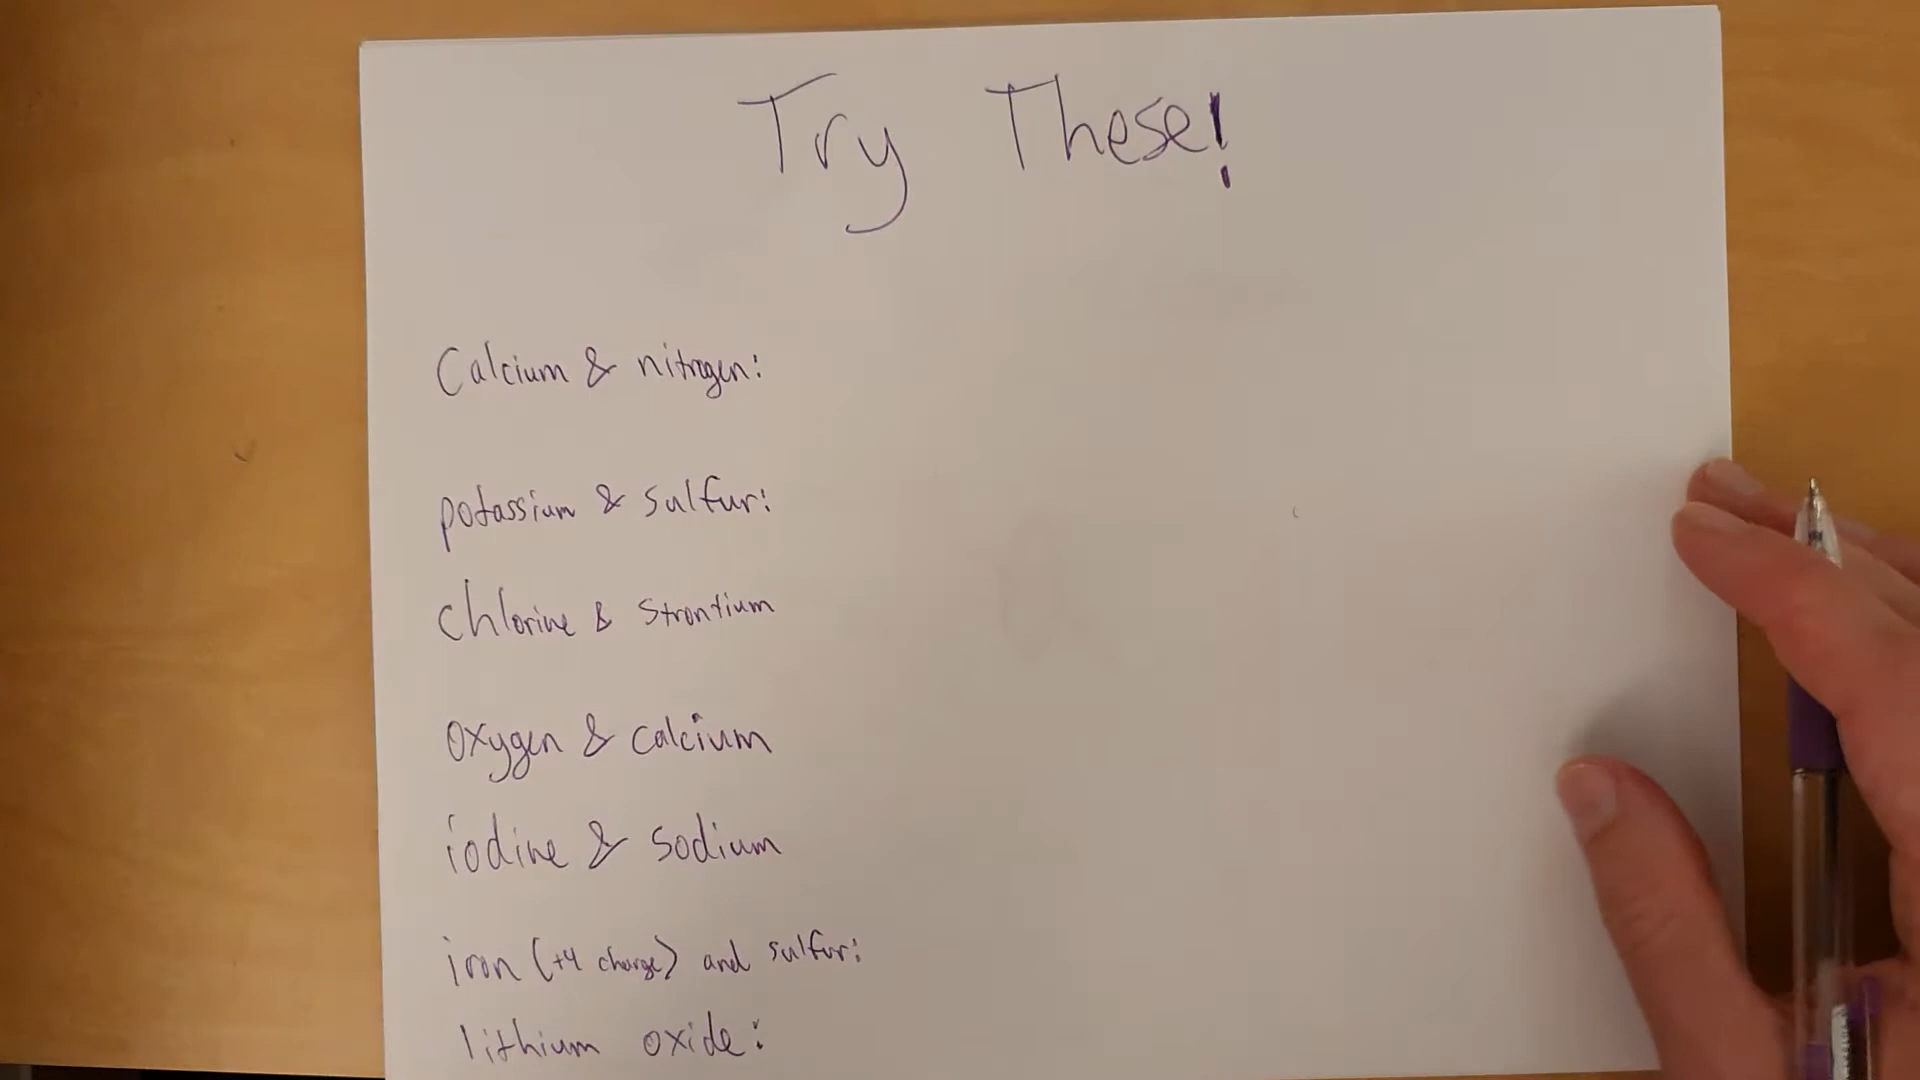 Try These!
Calcium & nitrogen:
potassium & sulfur:
chlorine & strontium
oxygen & calcium
iodine & sodium
iron (+4 charge) and sulfur:
lithium oxide: